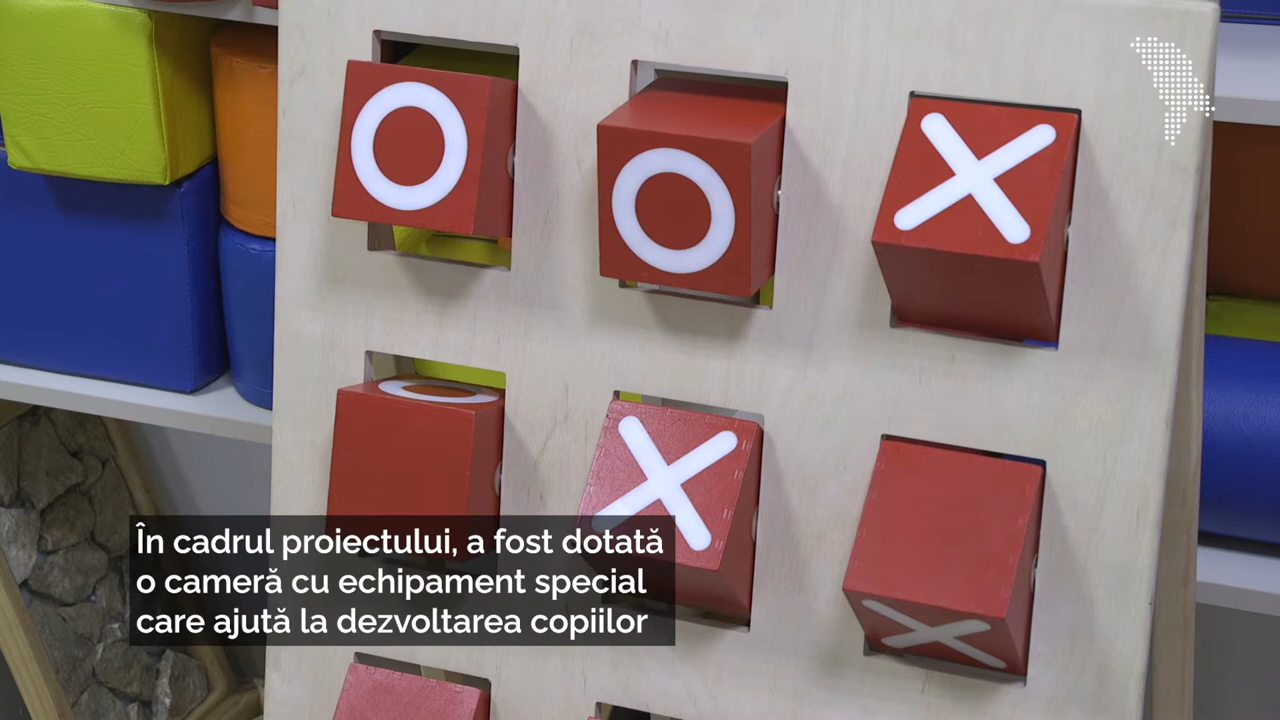 O
O
X
X
X
În cadrul proiectului, a fost dotată
o cameră cu echipament special
care ajută la dezvoltarea copiilor